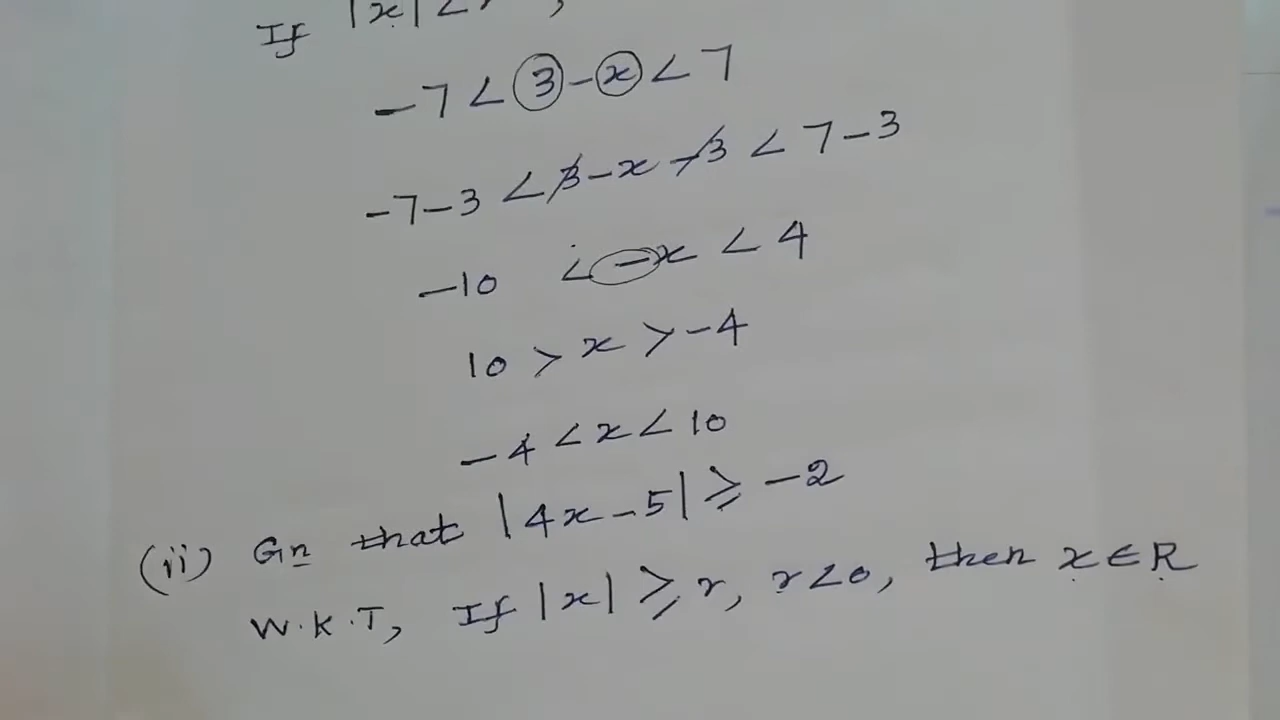 If |x| <
-7 < 3 - x < 7
-7-3 < 3 - x - 3 < 7-3
-10 < -x < 4
10 > x > -4
-4 < x < 10
(ii) Gn that |4x-5| ⩾ -2
W.K.T, If |x| ⩾ r, r<0, then x ∈ R